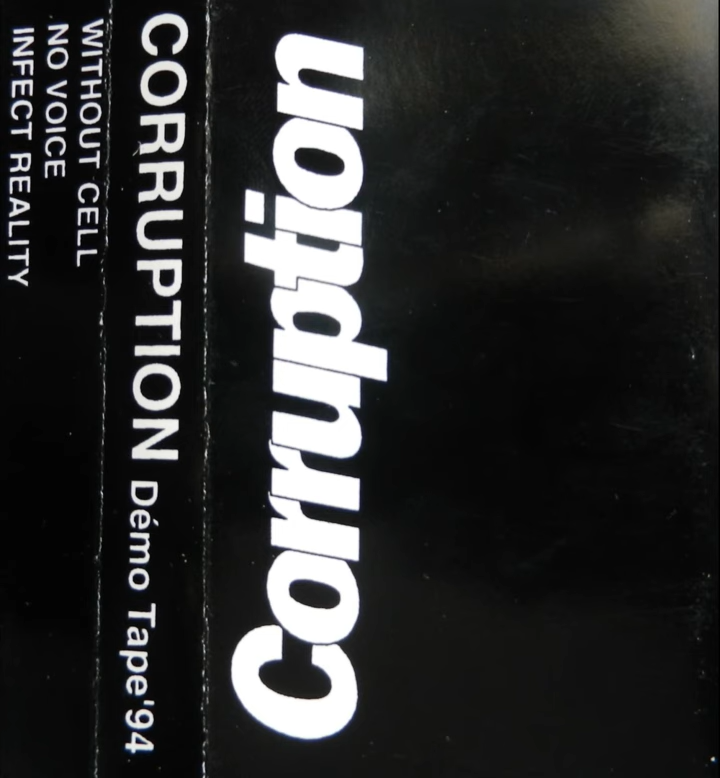 Corruption
CORRUPTION Démo Tape'94
WITHOUT CELL
NO VOICE
INFECT REALITY